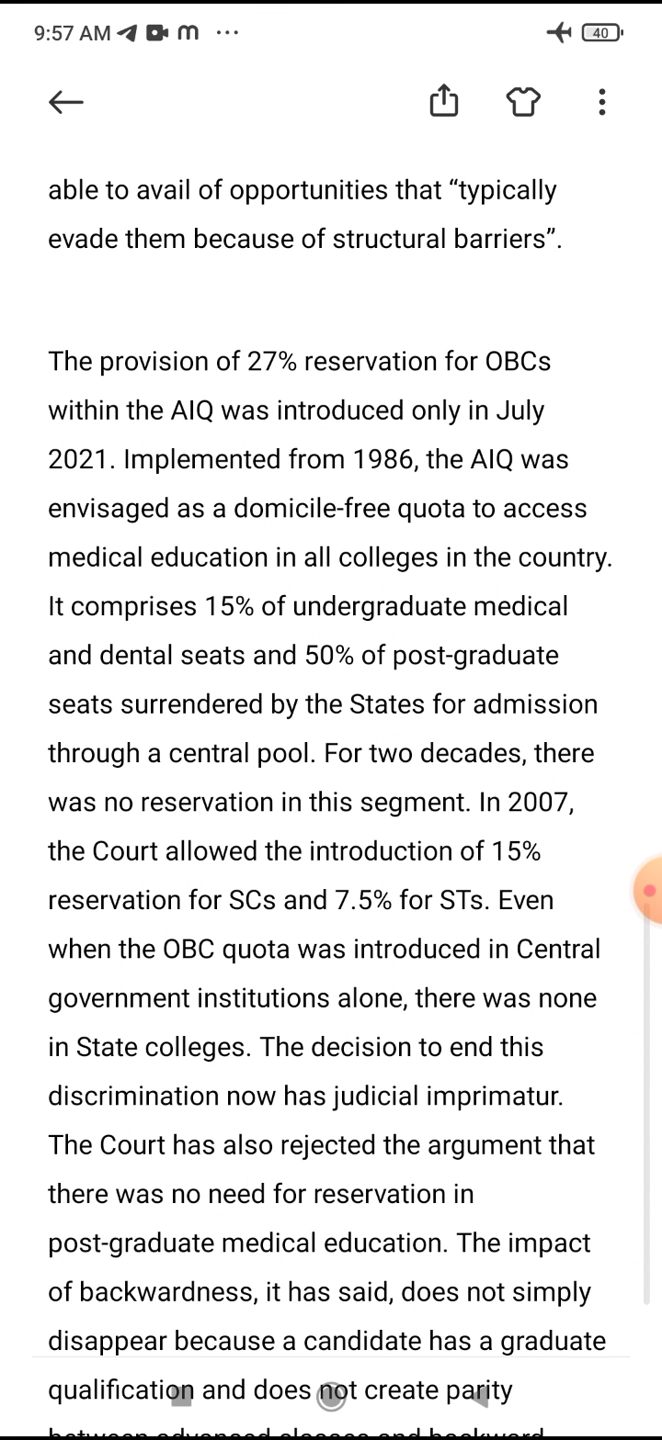 9:57 AM m ...
40
able to avail of opportunities that “typically
evade them because of structural barriers”.
The provision of 27% reservation for OBCs
within the AIQ was introduced only in July
2021. Implemented from 1986, the AIQ was
envisaged as a domicile-free quota to access
medical education in all colleges in the country.
It comprises 15% of undergraduate medical
and dental seats and 50% of post-graduate
seats surrendered by the States for admission
through a central pool. For two decades, there
was no reservation in this segment. In 2007,
the Court allowed the introduction of 15%
reservation for SCs and 7.5% for STs. Even
when the OBC quota was introduced in Central
government institutions alone, there was none
in State colleges. The decision to end this
discrimination now has judicial imprimatur.
The Court has also rejected the argument that
there was no need for reservation in
post-graduate medical education. The impact
of backwardness, it has said, does not simply
disappear because a candidate has a graduate
qualification and does not create parity
between advanced classes and backward